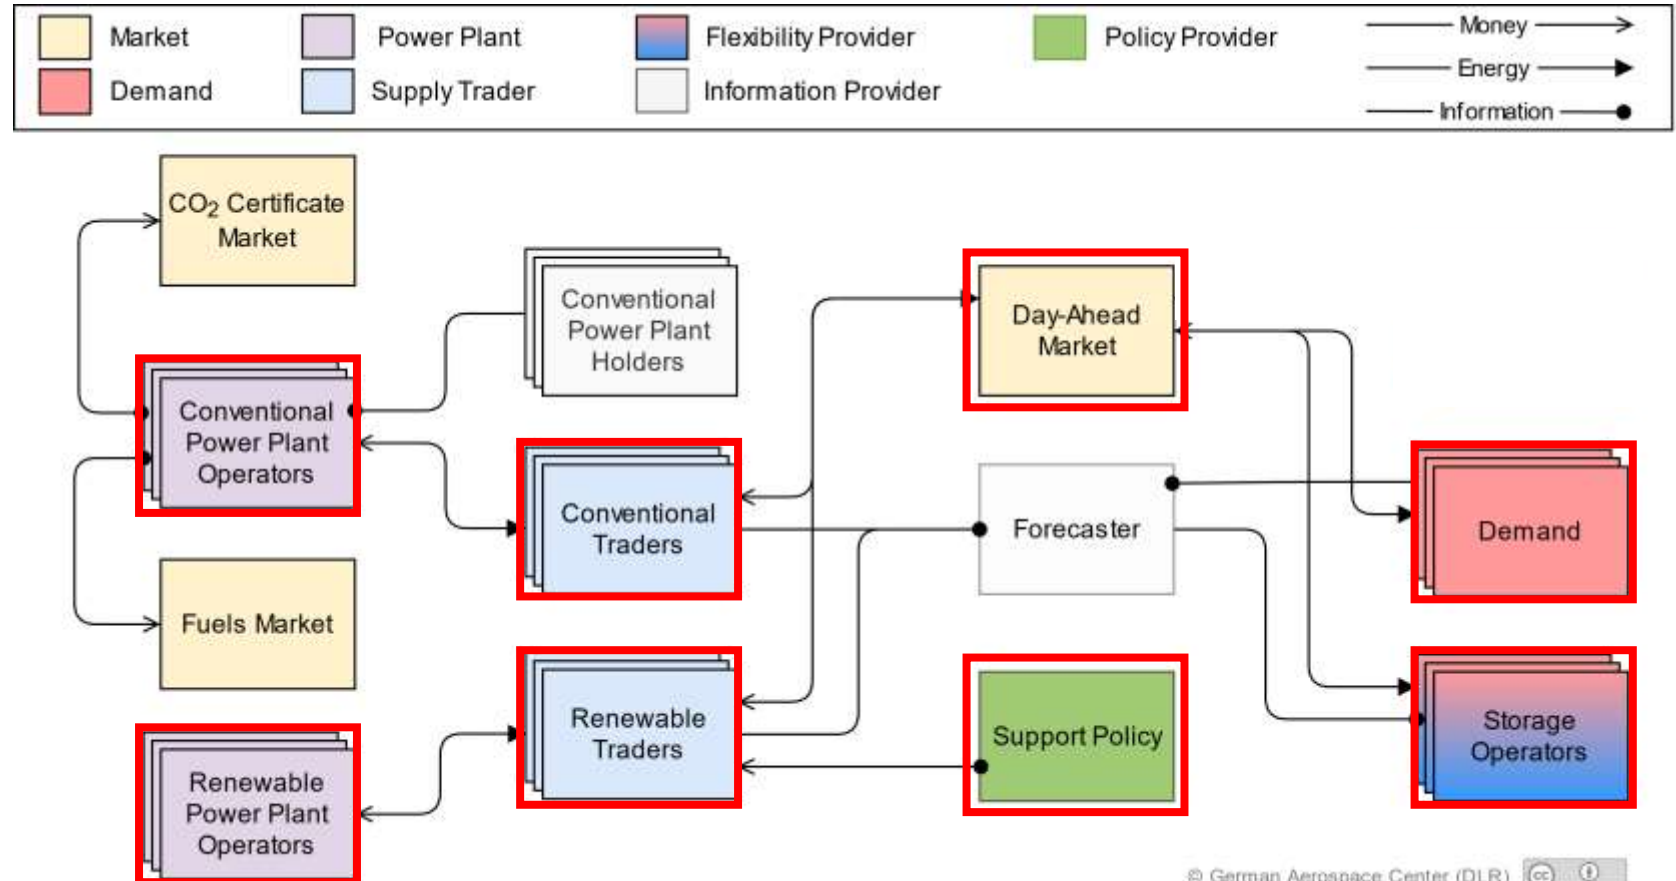 Market
Power Plant
Flexibility Provider
Policy Provider
Money
Demand
Supply Trader
Information Provider
Energy
Information
CO₂ Certificate
Market
Conventional
Power Plant
Holders
Day-Ahead
Market
Conventional
Power Plant
Operators
Conventional
Traders
Forecaster
Demand
Fuels Market
Renewable
Traders
Support Policy
Storage
Operators
Renewable
Power Plant
Operators
© German Aerospace Center (DLR)
cc